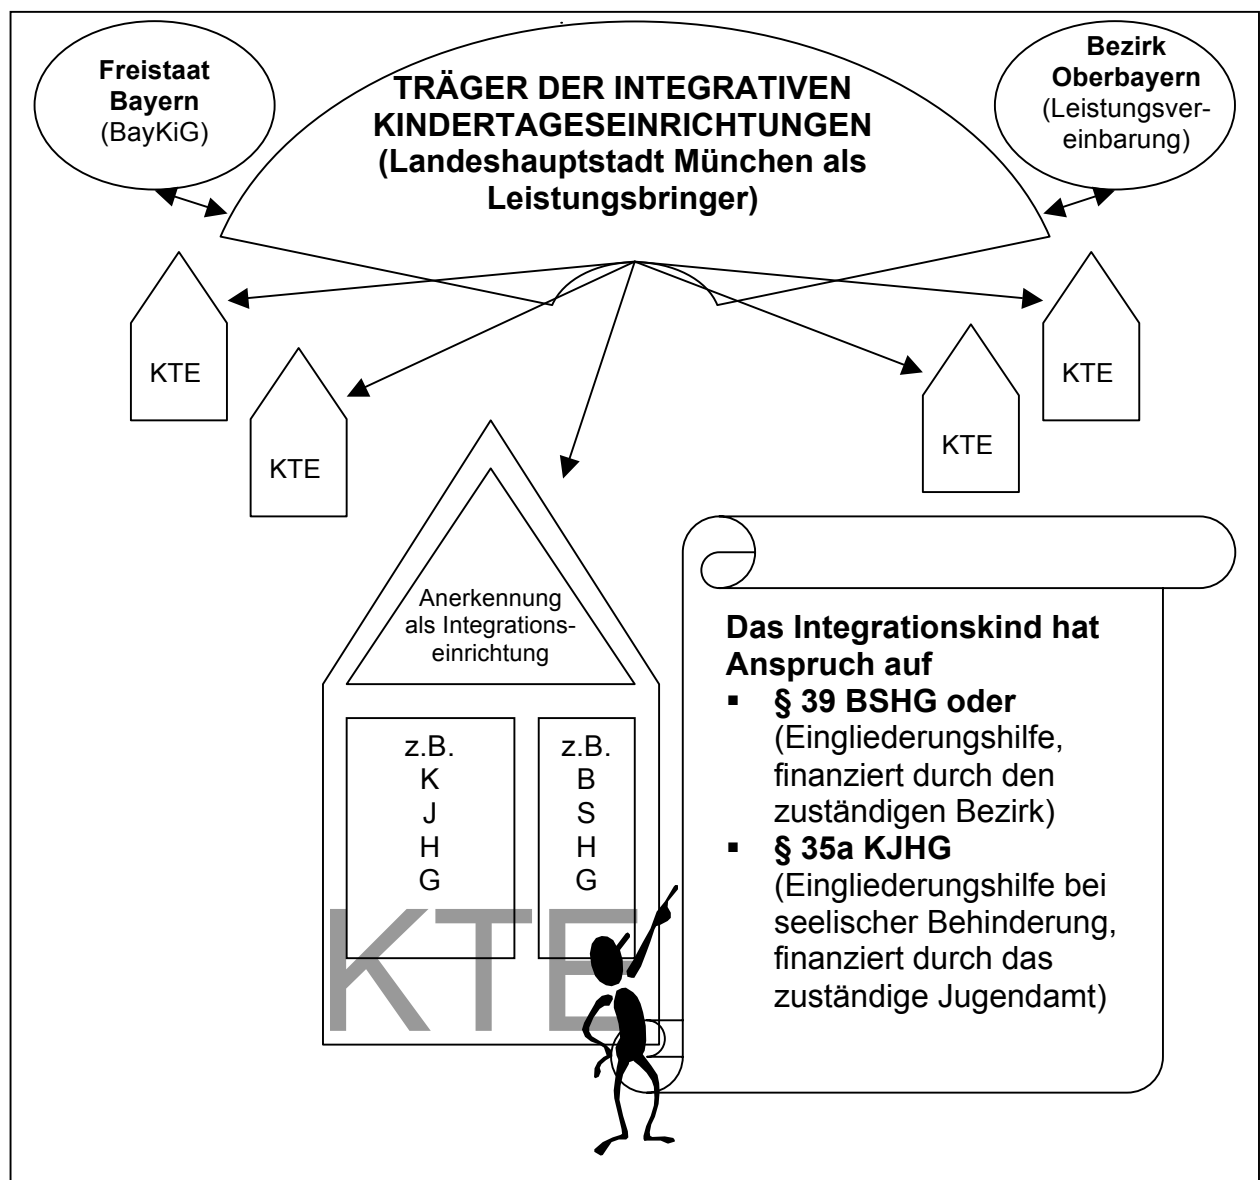 Freistaat
Bayern
(BayKiG)
TRÄGER DER INTEGRATIVEN
KINDERTAGESEINRICHTUNGEN
(Landeshauptstadt München als
Leistungsbringer)
Bezirk
Oberbayern
(Leistungsver-
einbarung)
KTE
KTE
KTE
KTE
Anerkennung
als Integrations-
einrichtung
z.B.
K
J
H
G
z.B.
B
S
H
G
KTE
Das Integrationskind hat
Anspruch auf
▪ § 39 BSHG oder
(Eingliederungshilfe,
finanziert durch den
zuständigen Bezirk)
▪ § 35a KJHG
(Eingliederungshilfe bei
seelischer Behinderung,
finanziert durch das
zuständige Jugendamt)